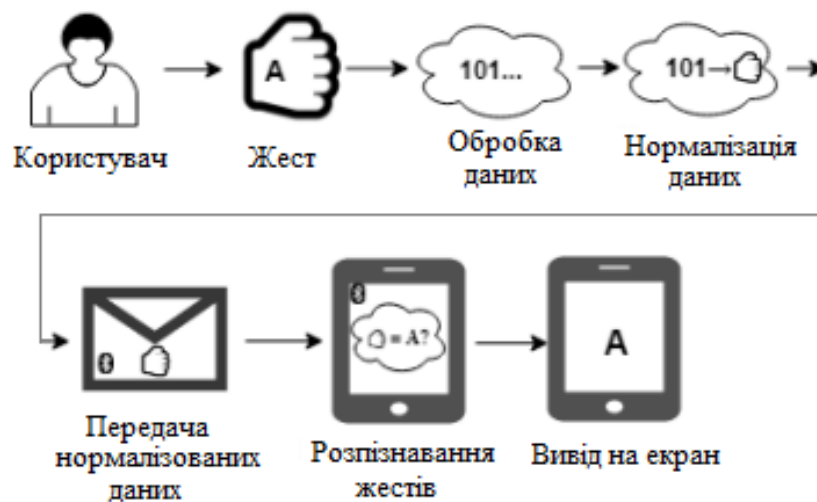 A
101...
101→
Користувач
Жест
Обробка
даних
Нормалізація
даних
= A?
A
Передача
нормалізованих
даних
Розпізнавання
жестів
Вивід на екран